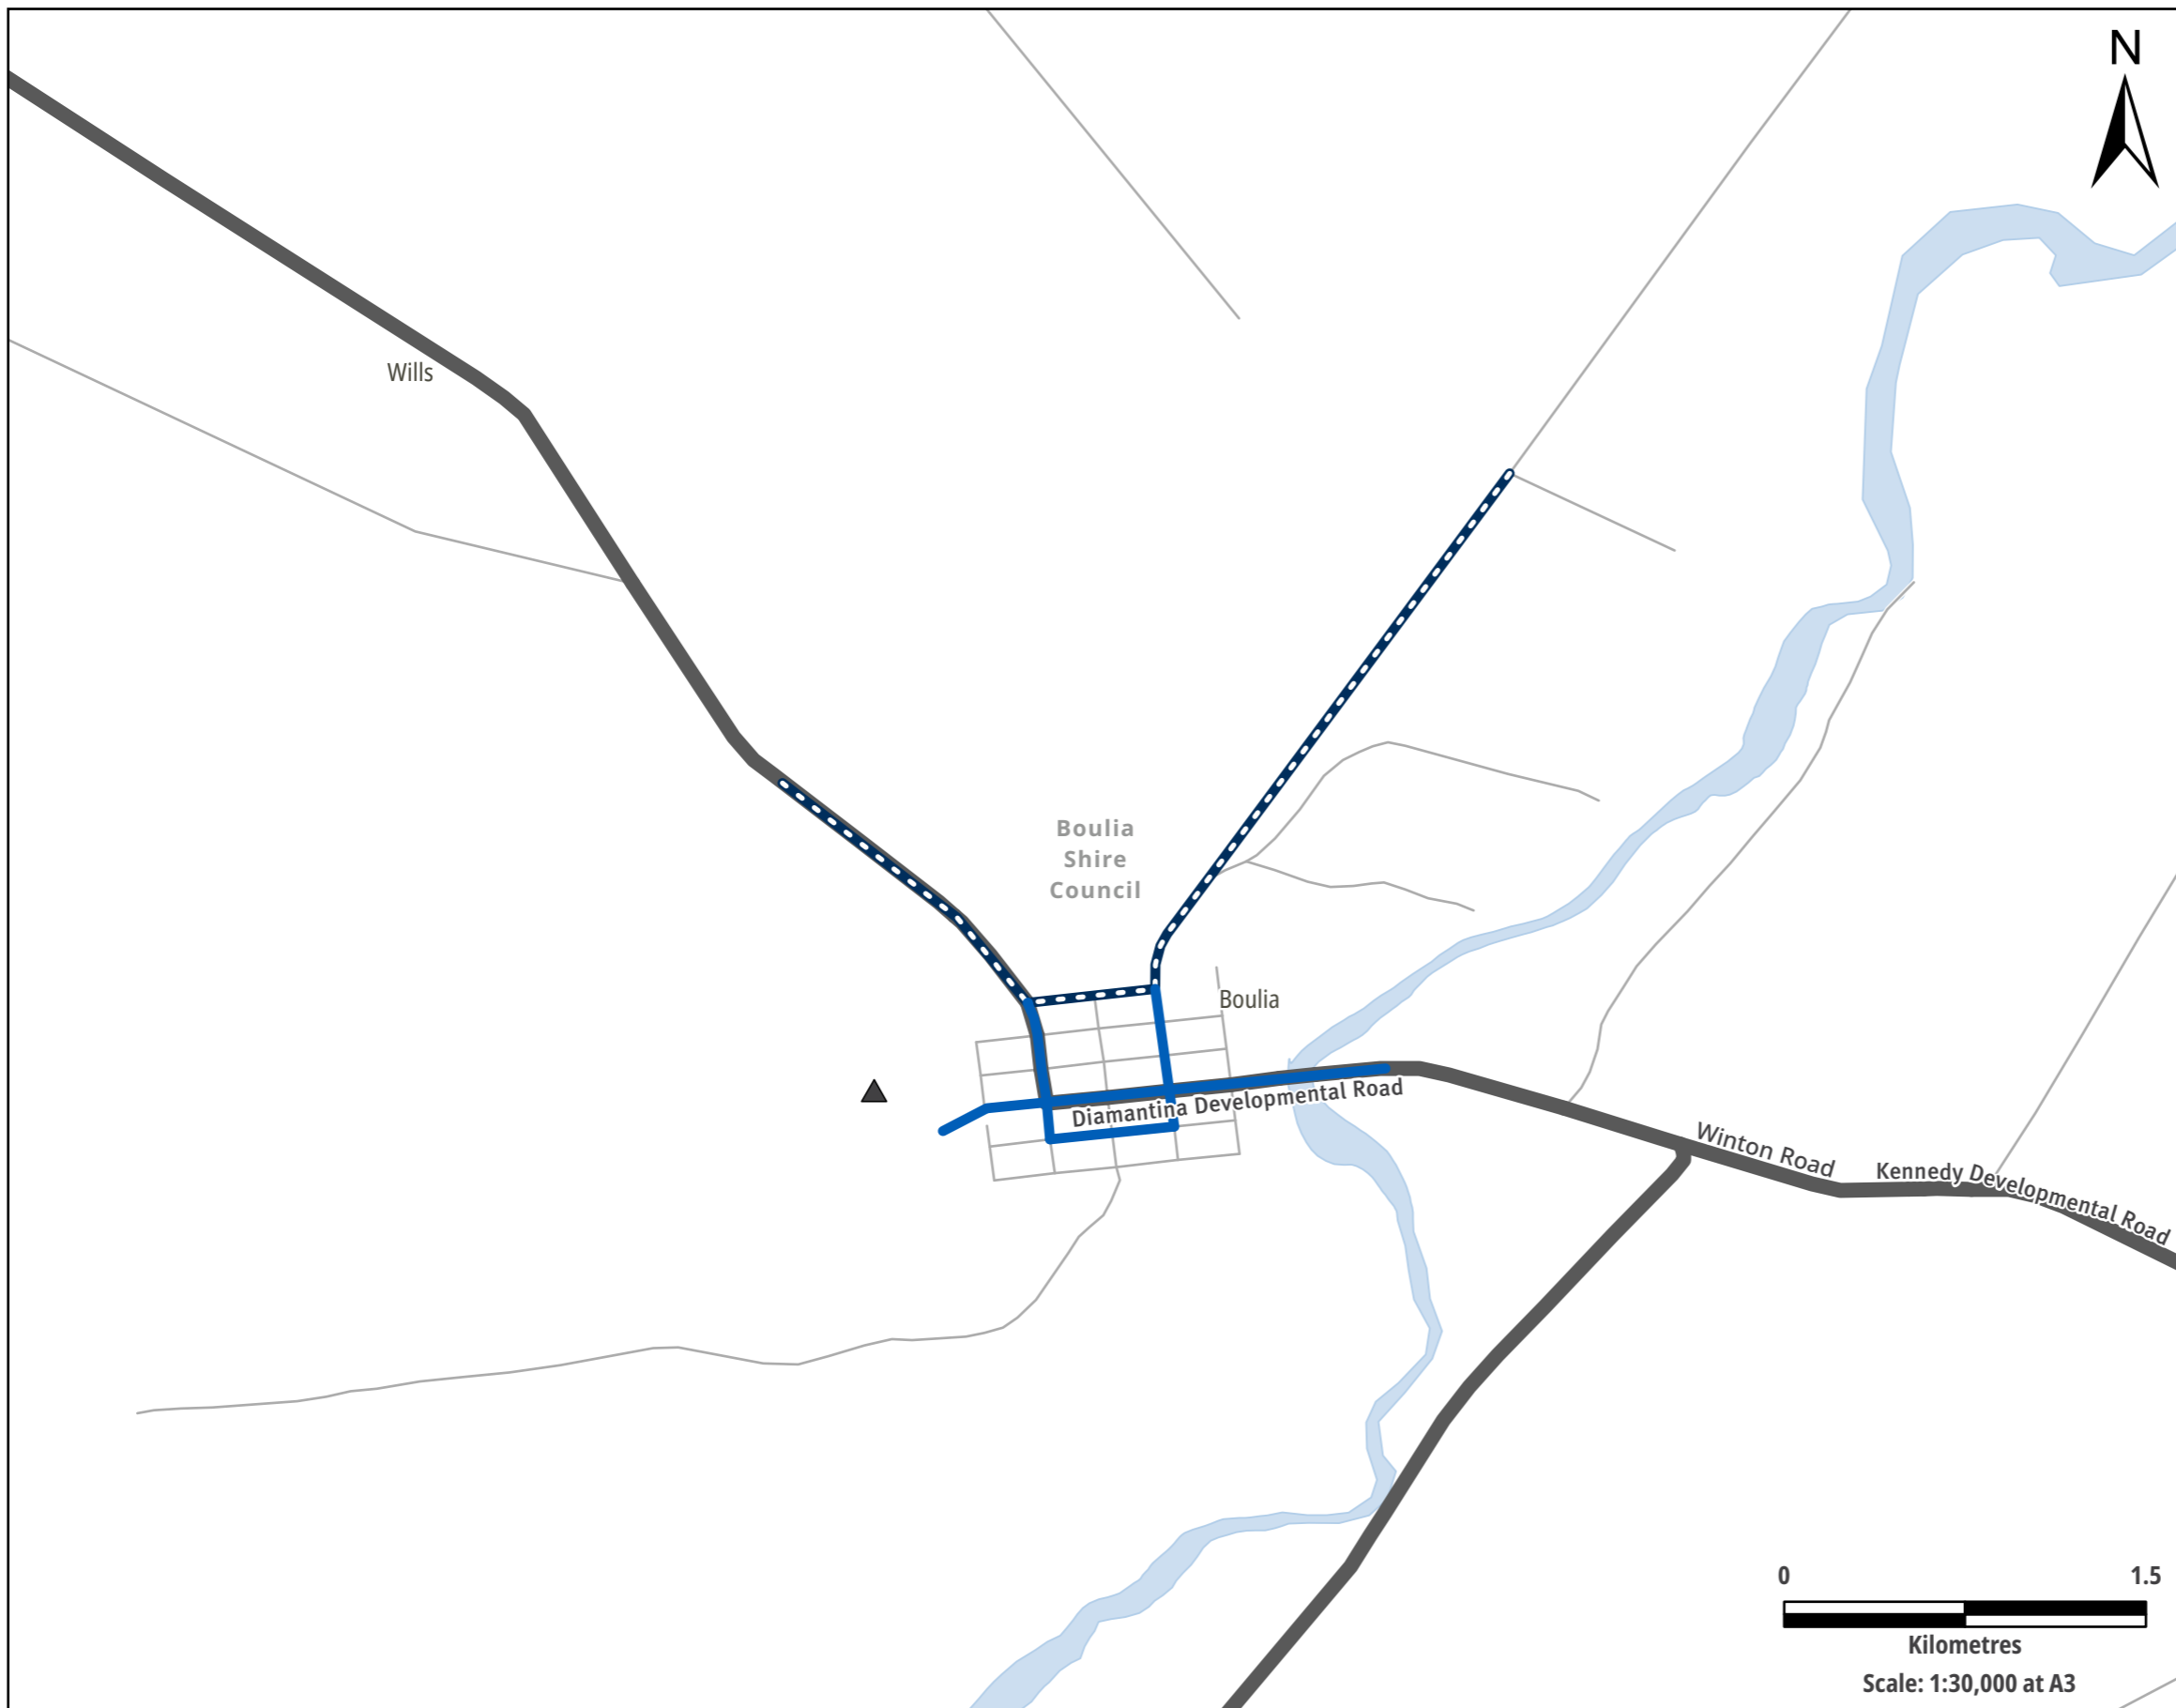 N
Wills
Boulia
Shire
Council
Boulia
Diamantina Developmental Road
Winton Road
Kennedy Developmental Road
0 1.5
Kilometres
Scale: 1:30,000 at A3